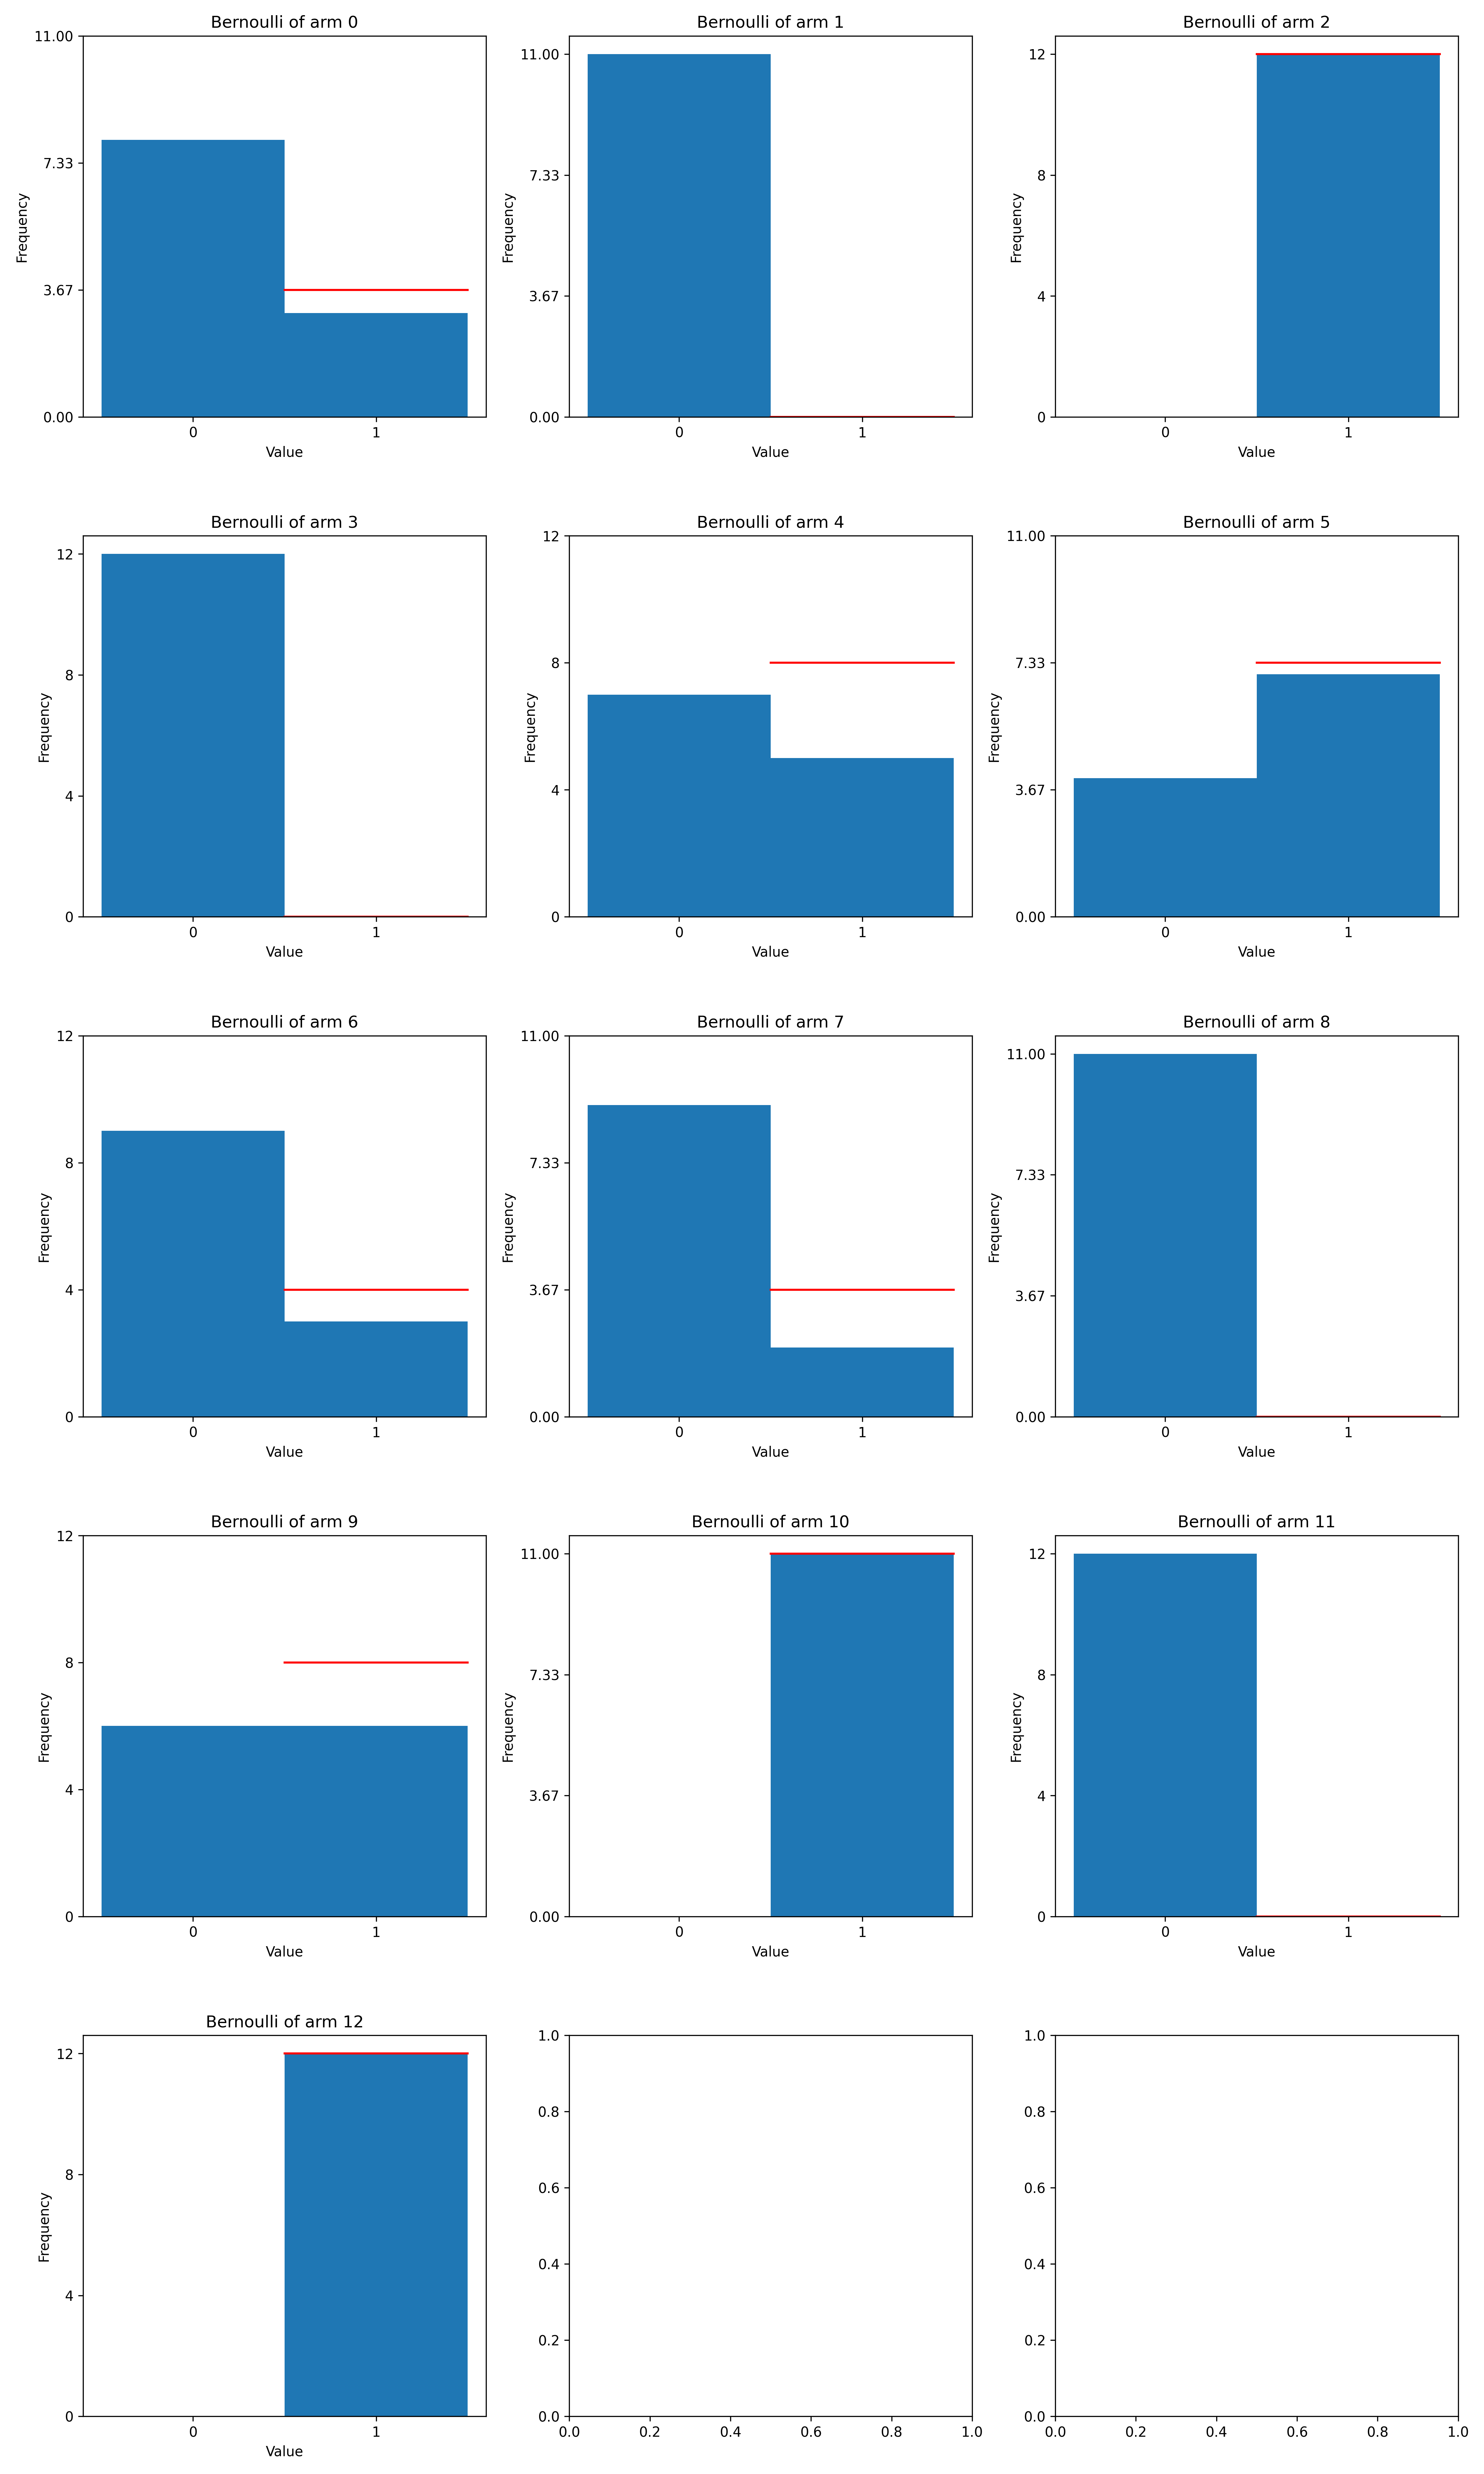 Bernoulli of arm 0
11.00
7.33
3.67
0.00
Frequency
0 1
Value
Bernoulli of arm 1
11.00
7.33
3.67
0.00
Frequency
0 1
Value
Bernoulli of arm 2
12
8
4
0
Frequency
0 1
Value
Bernoulli of arm 3
12
8
4
0
Frequency
0 1
Value
Bernoulli of arm 4
12
8
4
0
Frequency
0 1
Value
Bernoulli of arm 5
11.00
7.33
3.67
0.00
Frequency
0 1
Value
Bernoulli of arm 6
12
8
4
0
Frequency
0 1
Value
Bernoulli of arm 7
11.00
7.33
3.67
0.00
Frequency
0 1
Value
Bernoulli of arm 8
11.00
7.33
3.67
0.00
Frequency
0 1
Value
Bernoulli of arm 9
12
8
4
0
Frequency
0 1
Value
Bernoulli of arm 10
11.00
7.33
3.67
0.00
Frequency
0 1
Value
Bernoulli of arm 11
12
8
4
0
Frequency
0 1
Value
Bernoulli of arm 12
12
8
4
0
Frequency
0 1
Value
1.0
0.8
0.6
0.4
0.2
0.0
0.0 0.2 0.4 0.6 0.8 1.0
1.0
0.8
0.6
0.4
0.2
0.0
0.0 0.2 0.4 0.6 0.8 1.0